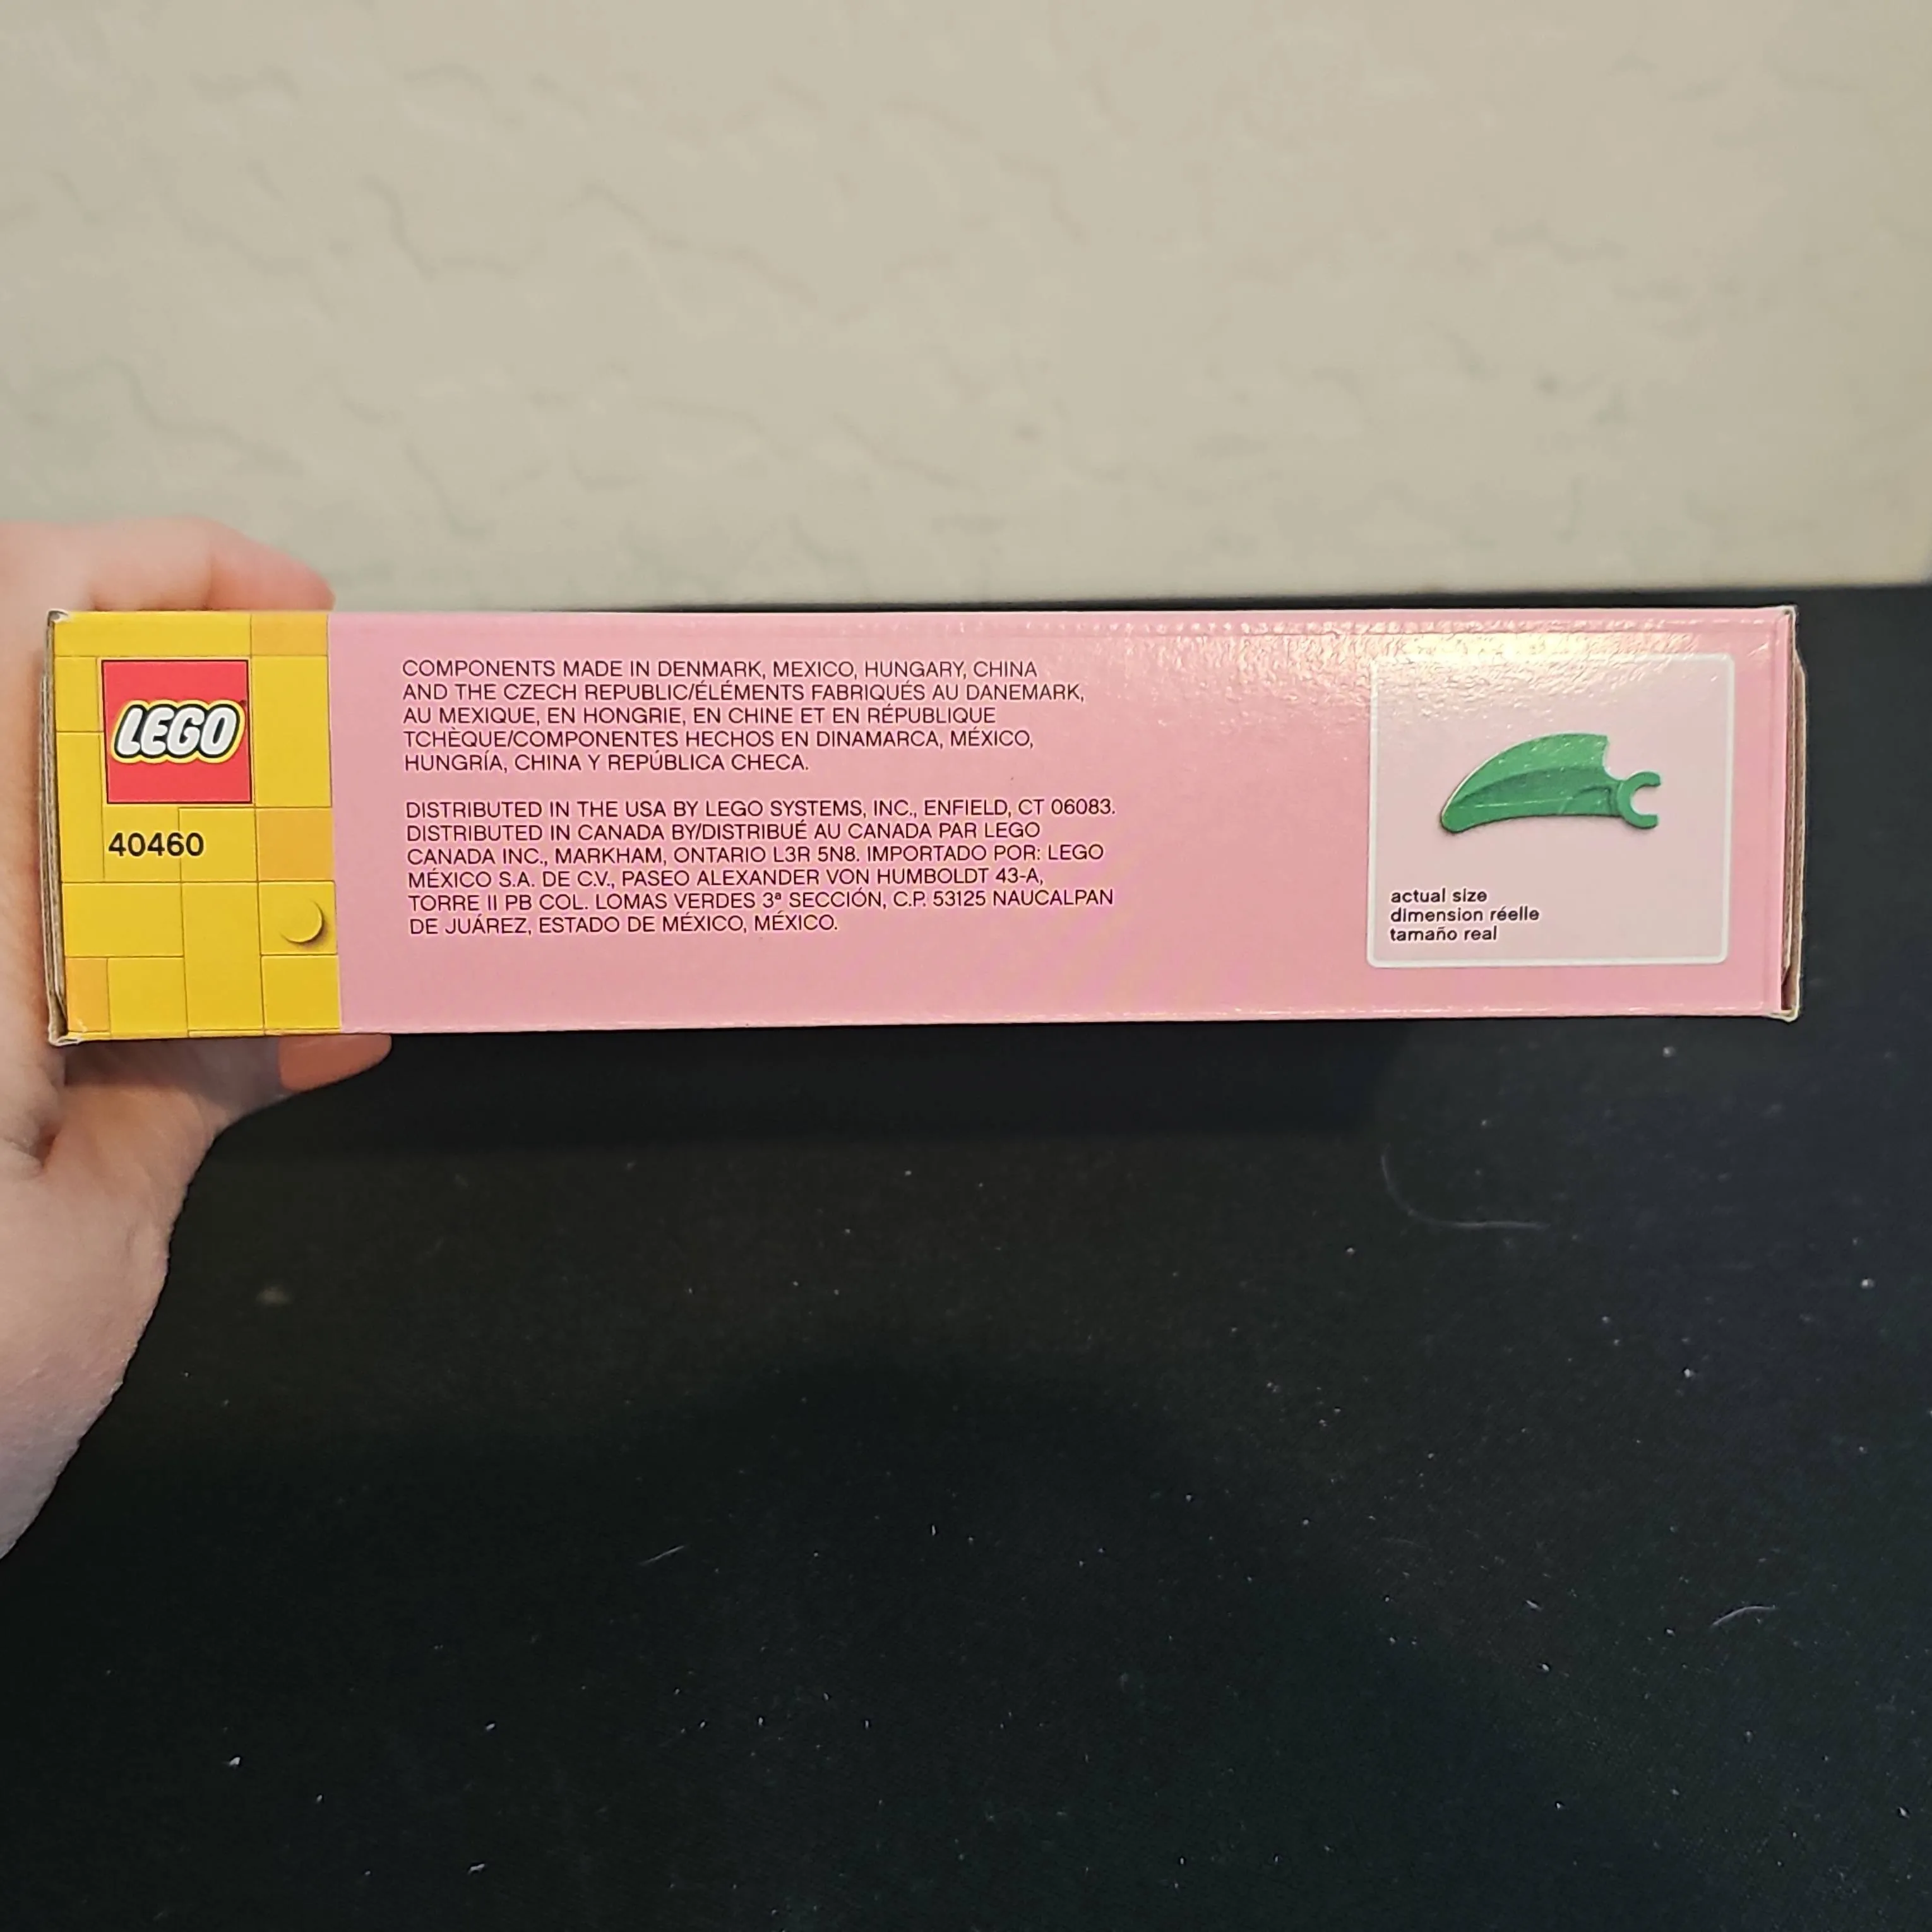 LEGO
40460
COMPONENTS MADE IN DENMARK, MEXICO, HUNGARY, CHINA
AND THE CZECH REPUBLIC/ÉLÉMENTS FABRIQUÉS AU DANEMARK,
AU MEXIQUE, EN HONGRIE, EN CHINE ET EN RÉPUBLIQUE
TCHÈQUE/COMPONENTES HECHOS EN DINAMARCA, MÉXICO,
HUNGRÍA, CHINA Y REPÚBLICA CHECA.
DISTRIBUTED IN THE USA BY LEGO SYSTEMS, INC., ENFIELD, CT 06083.
DISTRIBUTED IN CANADA BY/DISTRIBUÉ AU CANADA PAR LEGO
CANADA INC., MARKHAM, ONTARIO L3R 5N8. IMPORTADO POR: LEGO
MÉXICO S.A. DE C.V., PASEO ALEXANDER VON HUMBOLDT 43-A,
TORRE II PB COL. LOMAS VERDES 3ª SECCIÓN, C.P. 53125 NAUCALPAN
DE JUÁREZ, ESTADO DE MÉXICO, MÉXICO.
actual size
dimension réelle
tamaño real